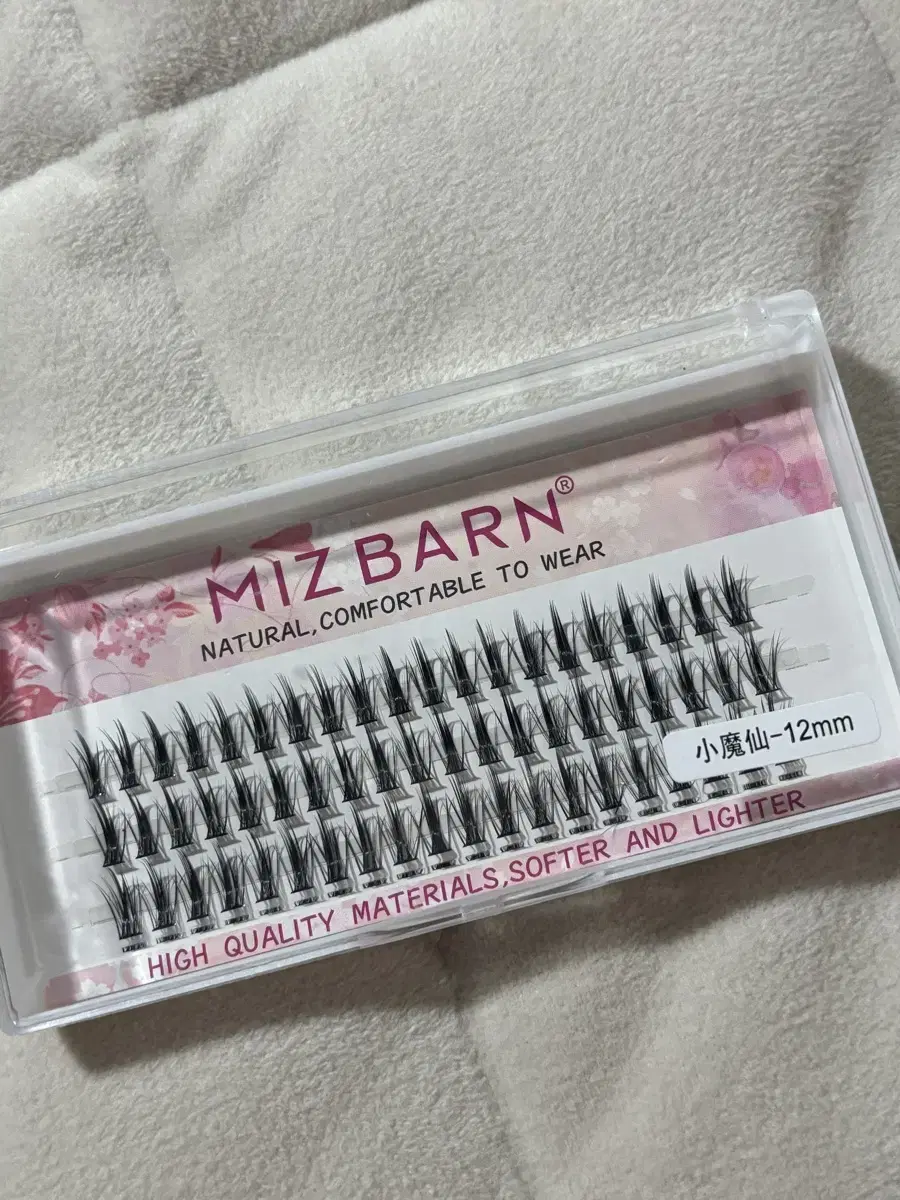 MIZ BARN®
NATURAL,COMFORTABLE TO WEAR
小魔仙-12mm
HIGH QUALITY MATERIALS,SOFTER AND LIGHTER